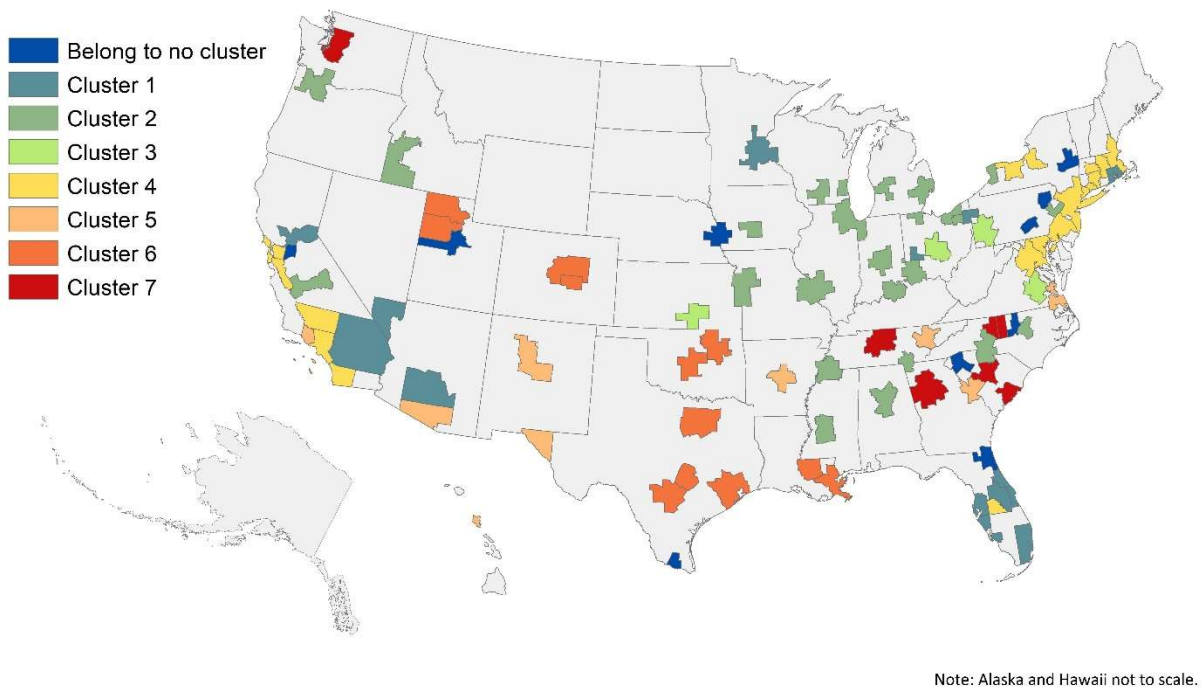 Belong to no cluster
Cluster 1
Cluster 2
Cluster 3
Cluster 4
Cluster 5
Cluster 6
Cluster 7
Note: Alaska and Hawaii not to scale.